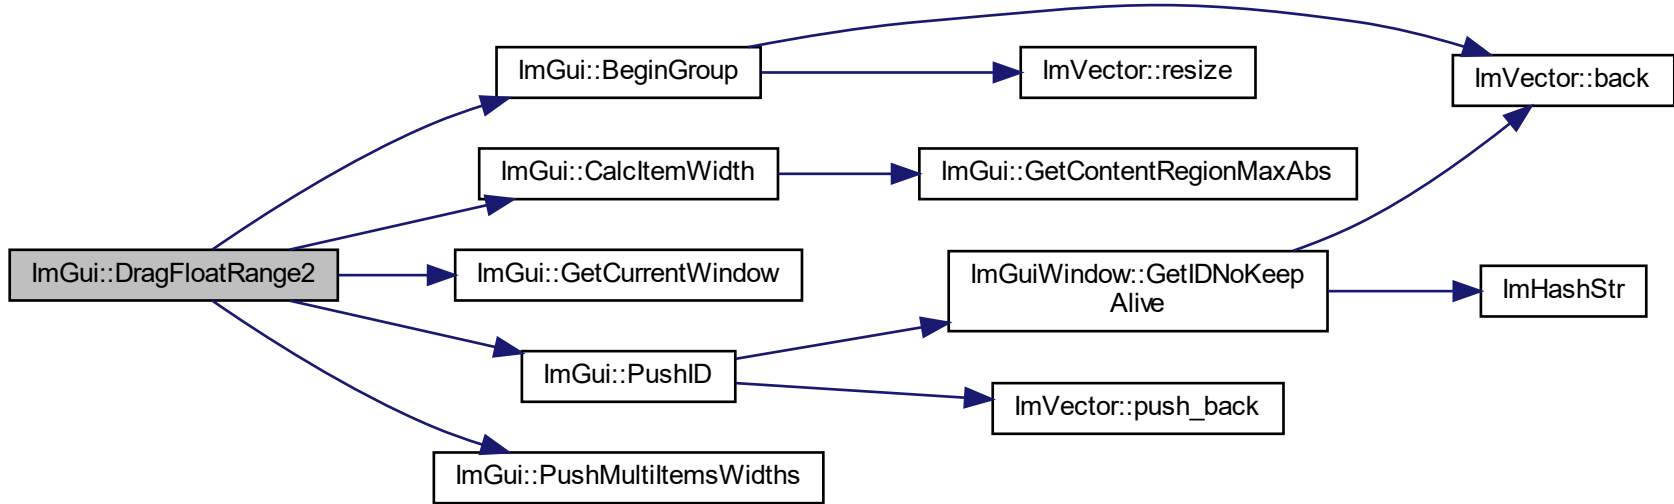 ImGui::DragFloatRange2
ImGui::BeginGroup
ImGui::CalcItemWidth
ImGui::GetCurrentWindow
ImGui::PushID
ImGui::PushMultiItemsWidths
ImVector::resize
ImGui::GetContentRegionMaxAbs
ImGuiWindow::GetIDNoKeep
Alive
ImVector::push_back
ImVector::back
ImHashStr